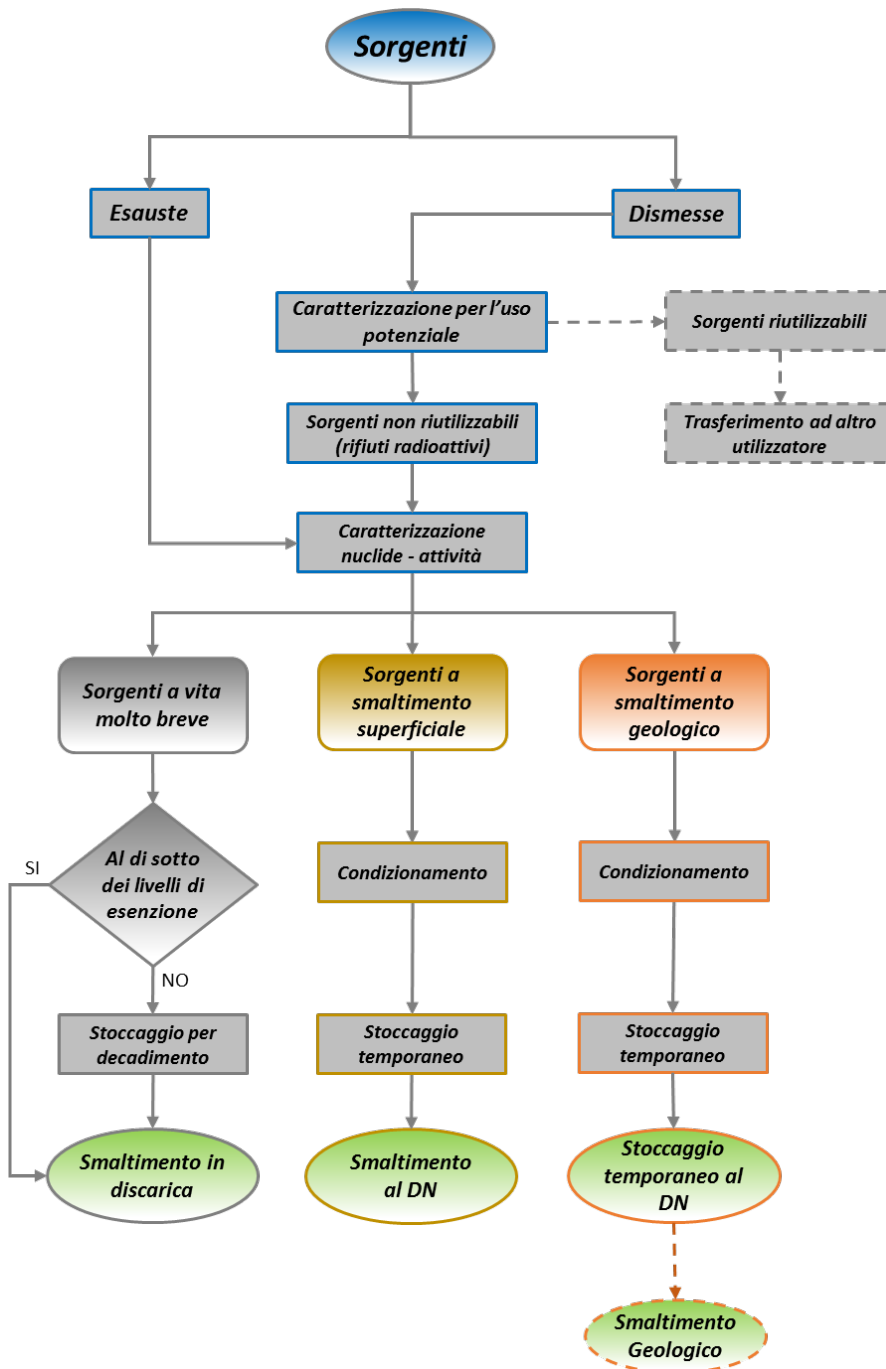 Sorgenti
Esauste
Dismesse
Caratterizzazione per l'uso
potenziale
Sorgenti riutilizzabili
Sorgenti non riutilizzabili
(rifiuti radioattivi)
Trasferimento ad altro
utilizzatore
Caratterizzazione
nuclide - attività
Sorgenti a vita
molto breve
Sorgenti a
smaltimento
superficiale
Sorgenti a
smaltimento
geologico
Al di sotto
dei livelli di
esenzione
SI
NO
Condizionamento
Condizionamento
Stoccaggio per
decadimento
Stoccaggio
temporaneo
Stoccaggio
temporaneo
Smaltimento in
discarica
Smaltimento
al DN
Stoccaggio
temporaneo al
DN
Smaltimento
Geologico